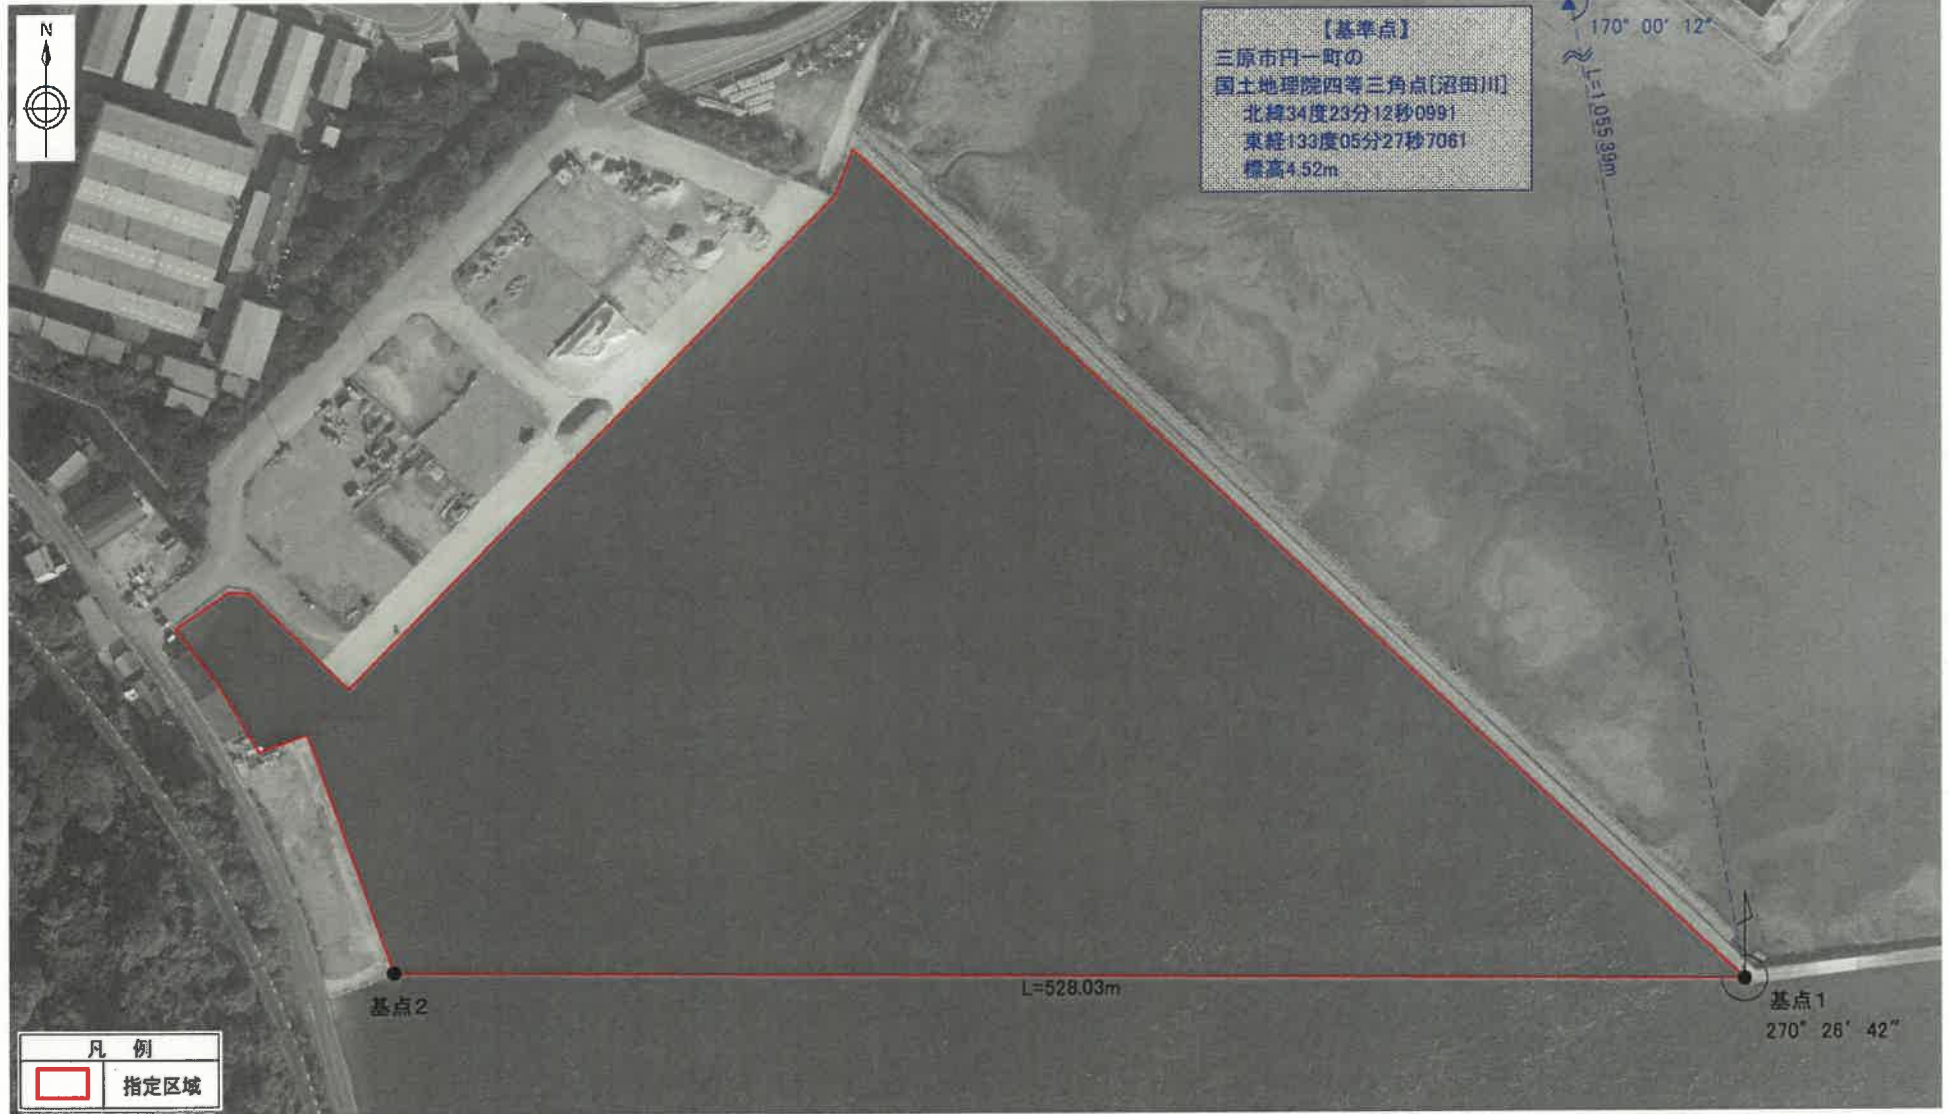 N
【基準点】
三原市円一町の
国土地理院四等三角点[沼田川]
北緯34度23分12秒0991
東経133度05分27秒7061
標高4.52m
170° 00′ 12″
L=1,055.39m
L=528.03m
基点2
基点1
270° 26′ 42″
凡 例
指定区域